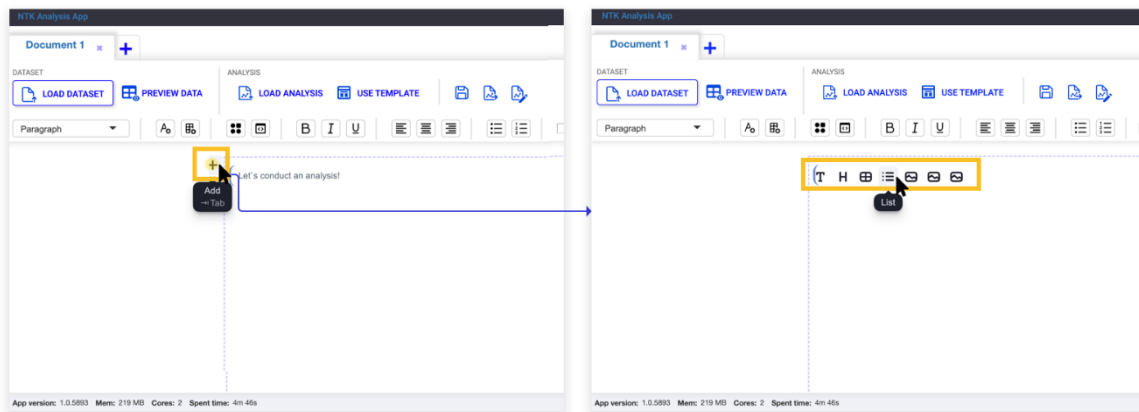 NTK Analysis App
Document 1 × +
DATASET ANALYSIS
LOAD DATASET PREVIEW DATA LOAD ANALYSIS USE TEMPLATE
Paragraph B I U
Let's conduct an analysis!
Add
Tab
App version: 1.0.5893 Mem: 219 MB Cores: 2 Spent time: 4m 46s
NTK Analysis App
Document 1 × +
DATASET ANALYSIS
LOAD DATASET PREVIEW DATA LOAD ANALYSIS USE TEMPLATE
Paragraph B I U
T H
List
App version: 1.0.5893 Mem: 219 MB Cores: 2 Spent time: 4m 46s